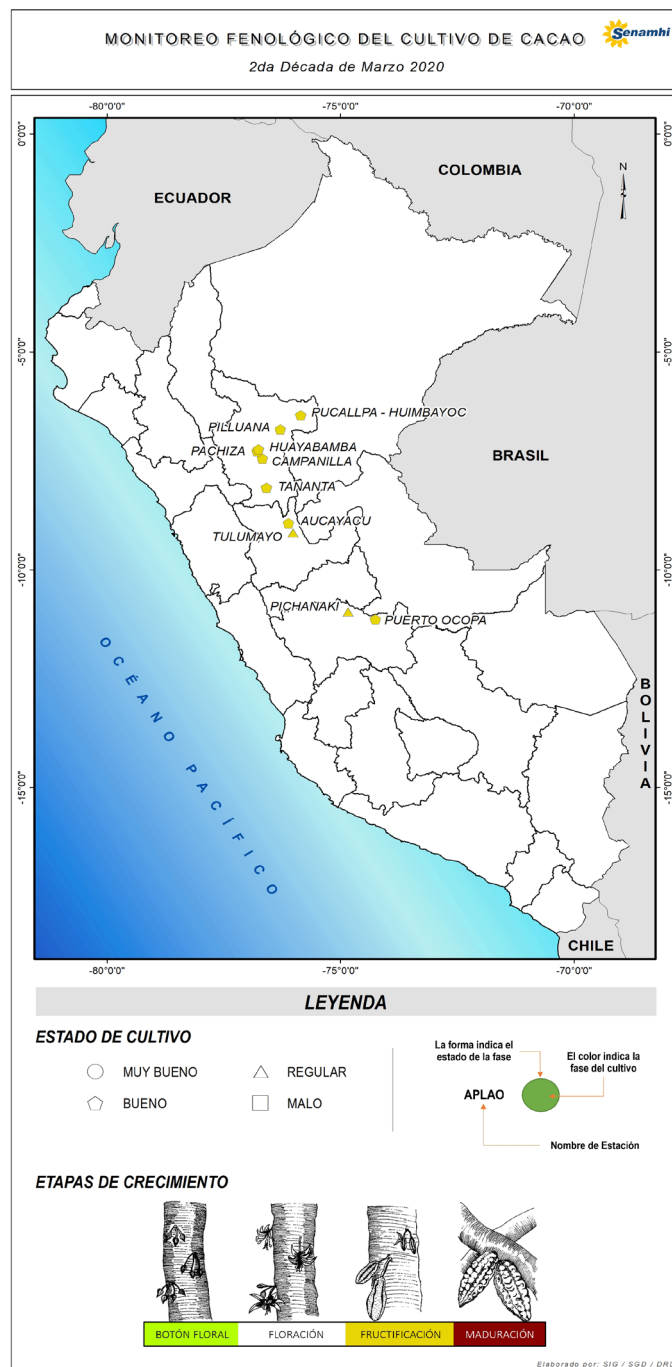 MONITOREO FENOLÓGICO DEL CULTIVO DE CACAO
Senamhi
2da Década de Marzo 2020
-80°0'0" -75°0'0" -70°0'0"
0°0'0" 0°0'0"
COLOMBIA
N
ECUADOR
-5°0'0" -5°0'0"
PUCALLPA - HUIMBAYOC
PILLUANA
HUAYABAMBA
PACHIZA
CAMPANILLA
BRASIL
TANANTA
AUCAYACU
TULUMAYO
-10°0'0" -10°0'0"
PICHANAKI
PUERTO OCOPA
OCÉANO PACÍFICO
BOLIVIA
-15°0'0" -15°0'0"
CHILE
-80°0'0" -75°0'0" -70°0'0"
LEYENDA
ESTADO DE CULTIVO
MUY BUENO
REGULAR
BUENO
MALO
La forma indica el
estado de la fase
El color indica la
fase del cultivo
APLAO
Nombre de Estación
ETAPAS DE CRECIMIENTO
BOTÓN FLORAL FLORACIÓN FRUCTIFICACIÓN MADURACIÓN
Elaborado por: SIG / SGD / DRD